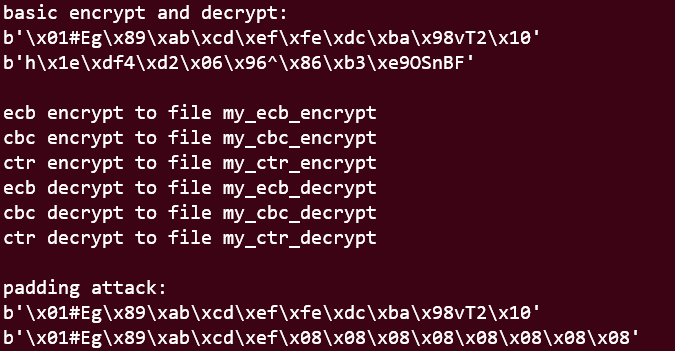 basic encrypt and decrypt:
b'\x01#Eg\x89\xab\xcd\xef\xfe\xdc\xba\x98vT2\x10'
b'h\x1e\xdf4\xd2\x06\x96^\x86\xb3\xe9OSnBF'
ecb encrypt to file my_ecb_encrypt
cbc encrypt to file my_cbc_encrypt
ctr encrypt to file my_ctr_encrypt
ecb decrypt to file my_ecb_decrypt
cbc decrypt to file my_cbc_decrypt
ctr decrypt to file my_ctr_decrypt
padding attack:
b'\x01#Eg\x89\xab\xcd\xef\xfe\xdc\xba\x98vT2\x10'
b'\x01#Eg\x89\xab\xcd\xef\x08\x08\x08\x08\x08\x08\x08\x08'